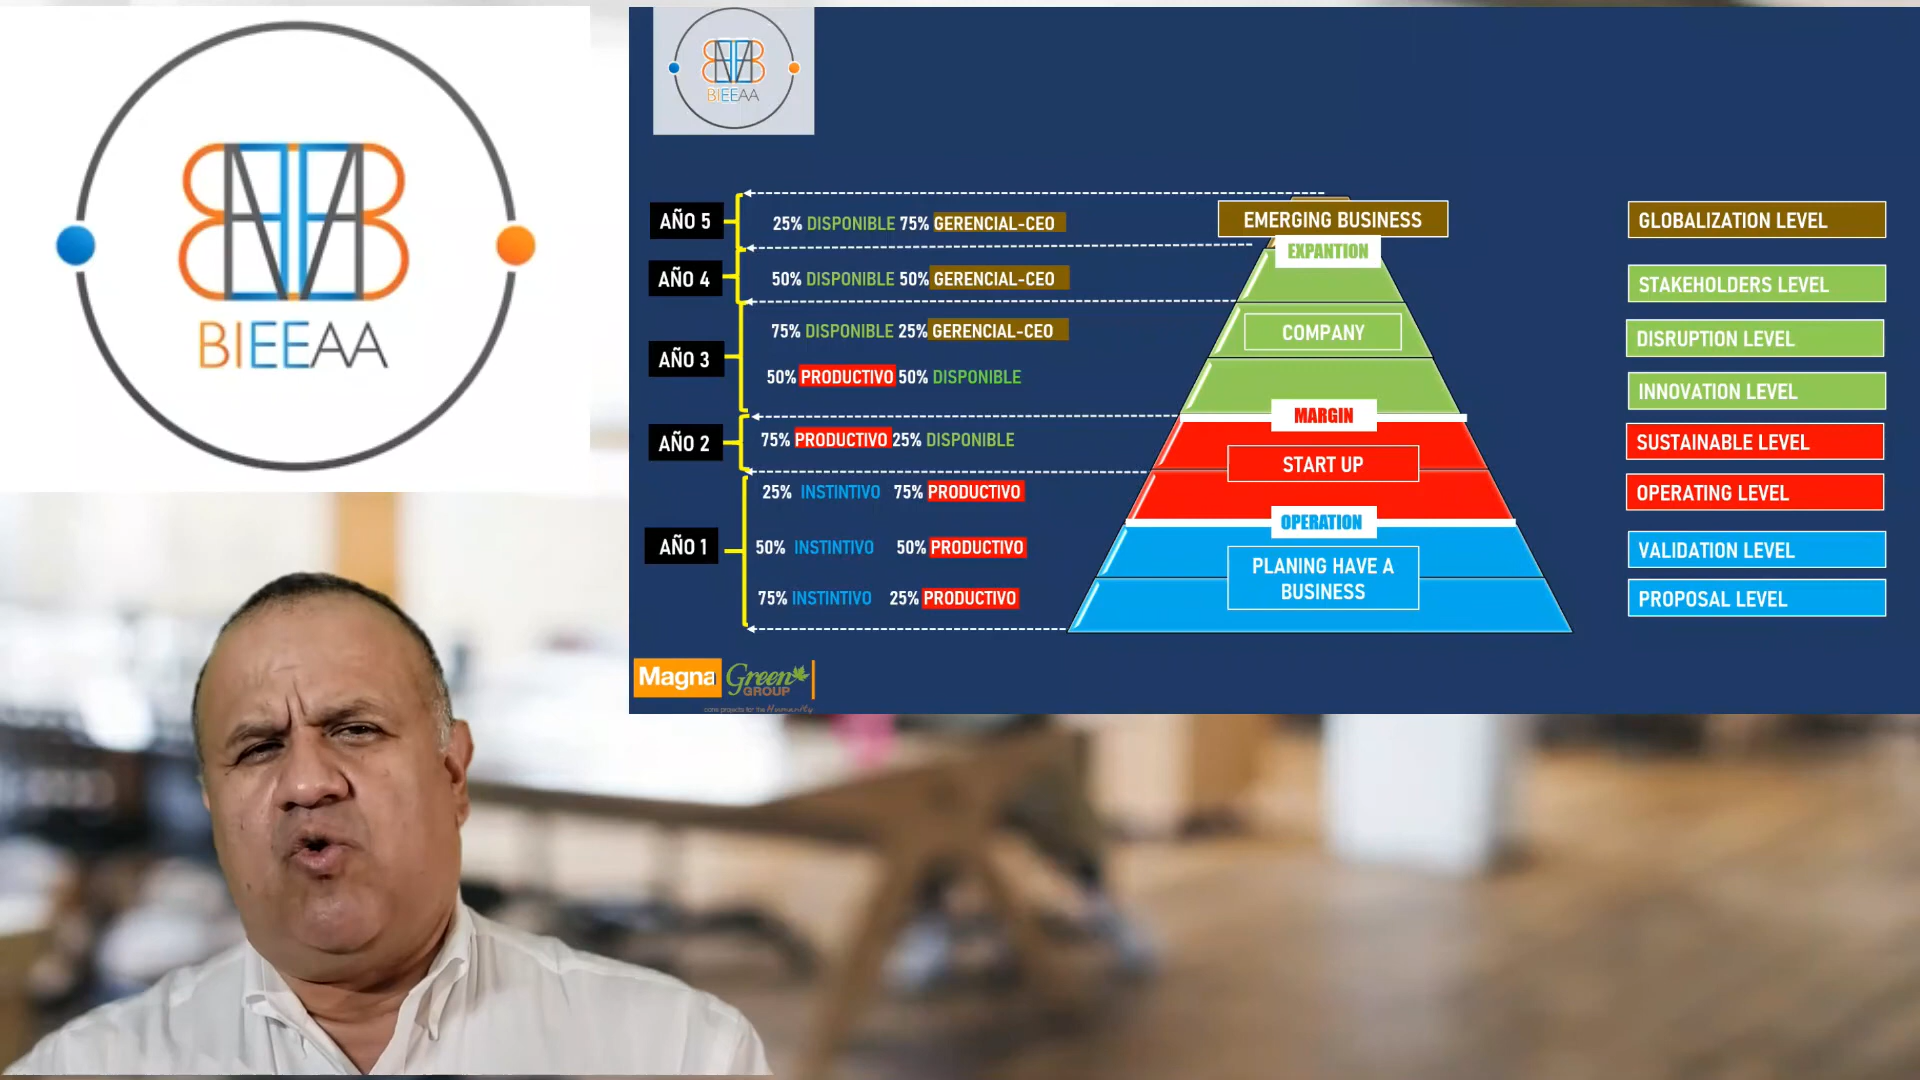 BIEEAA
BIEEAA
AÑO 5
25% DISPONIBLE 75% GERENCIAL-CEO
AÑO 4
50% DISPONIBLE 50% GERENCIAL-CEO
AÑO 3
75% DISPONIBLE 25% GERENCIAL-CEO
50% PRODUCTIVO 50% DISPONIBLE
AÑO 2
75% PRODUCTIVO 25% DISPONIBLE
AÑO 1
25% INSTINTIVO 75% PRODUCTIVO
50% INSTINTIVO 50% PRODUCTIVO
75% INSTINTIVO 25% PRODUCTIVO
EMERGING BUSINESS
EXPANTION
COMPANY
MARGIN
START UP
OPERATION
PLANING HAVE A
BUSINESS
GLOBALIZATION LEVEL
STAKEHOLDERS LEVEL
DISRUPTION LEVEL
INNOVATION LEVEL
SUSTAINABLE LEVEL
OPERATING LEVEL
VALIDATION LEVEL
PROPOSAL LEVEL
Magna Green
GROUP
projects for the Humanity